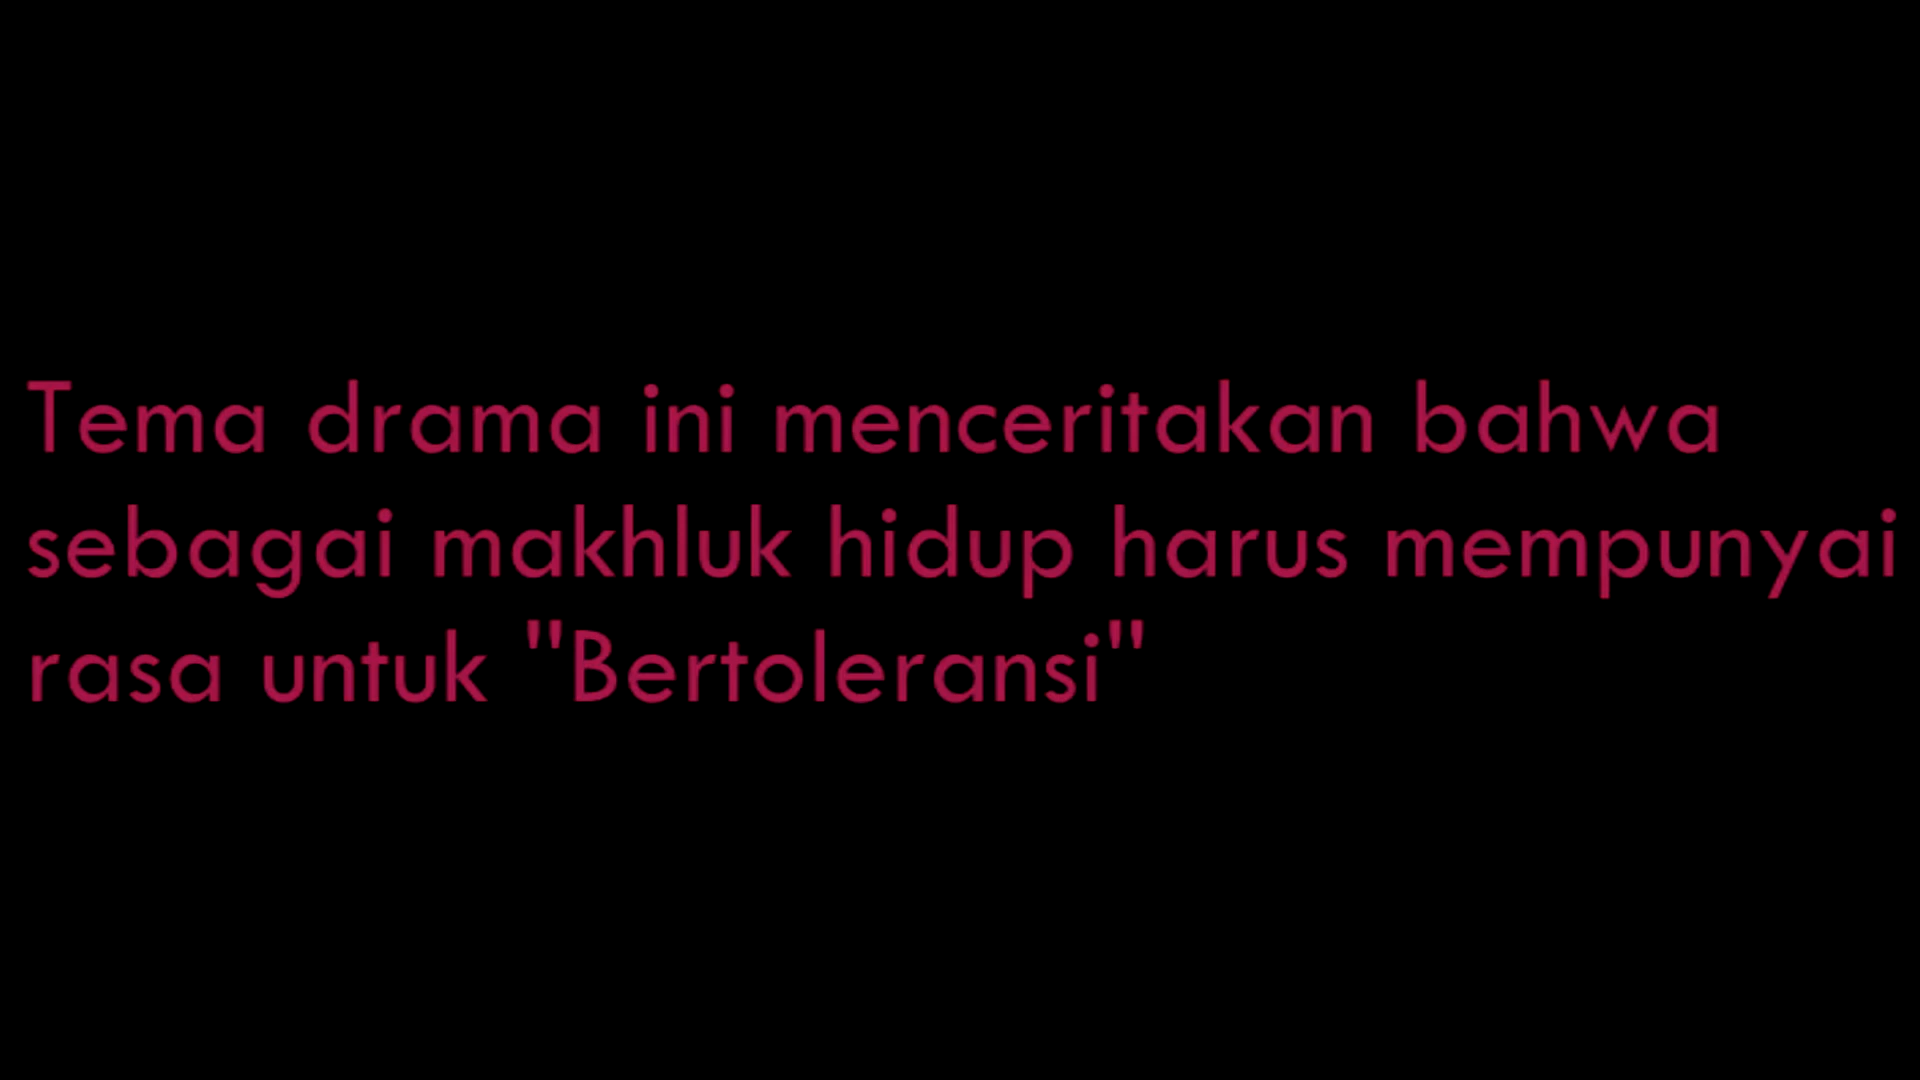 Tema drama ini menceritakan bahwa
sebagai makhluk hidup harus mempunyai
rasa untuk "Bertoleransi"